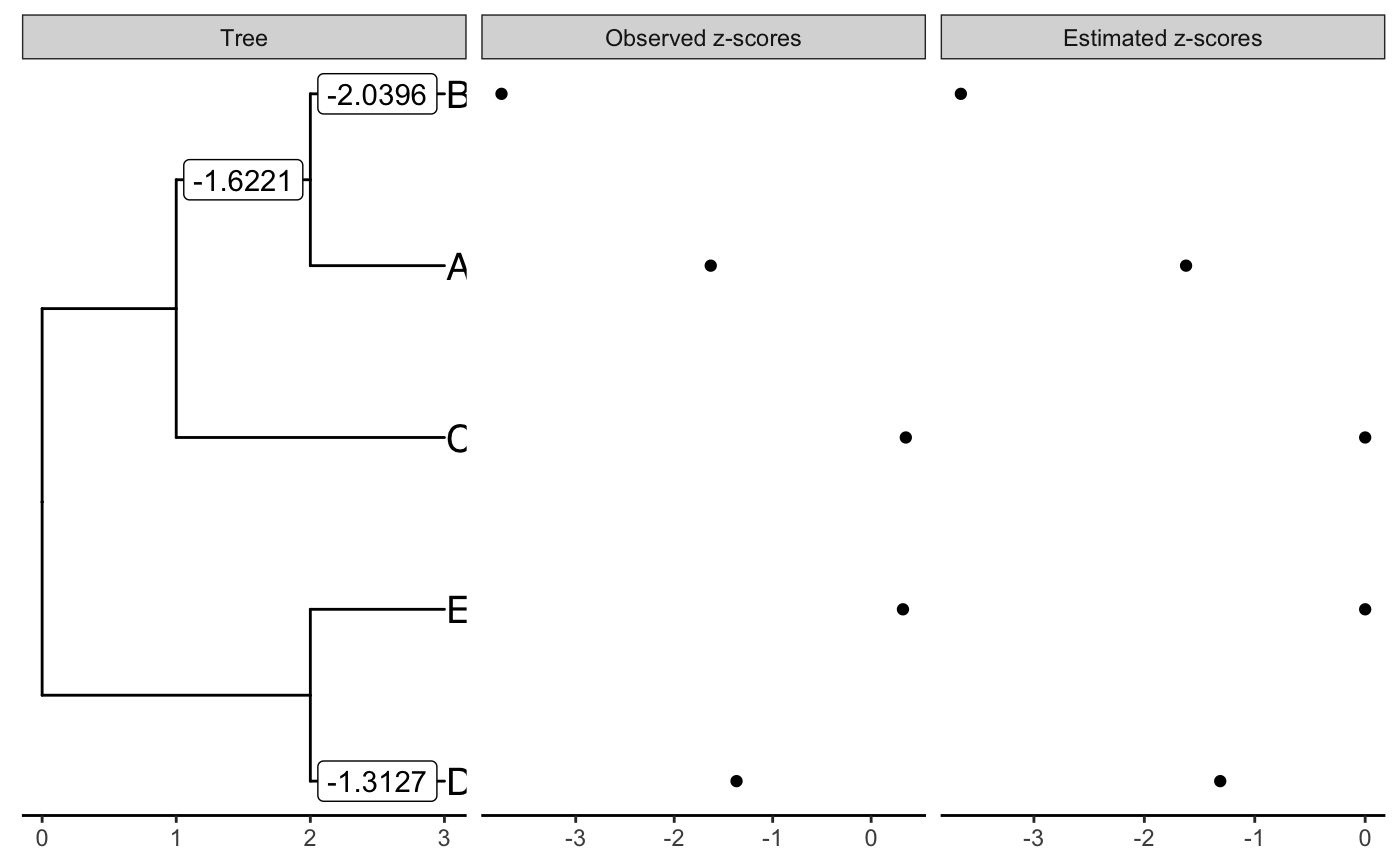 Tree
Observed z-scores
Estimated z-scores
-2.0396
B
-1.6221
A
C
E
-1.3127
D
0 1 2 3
-3 -2 -1 0
-3 -2 -1 0